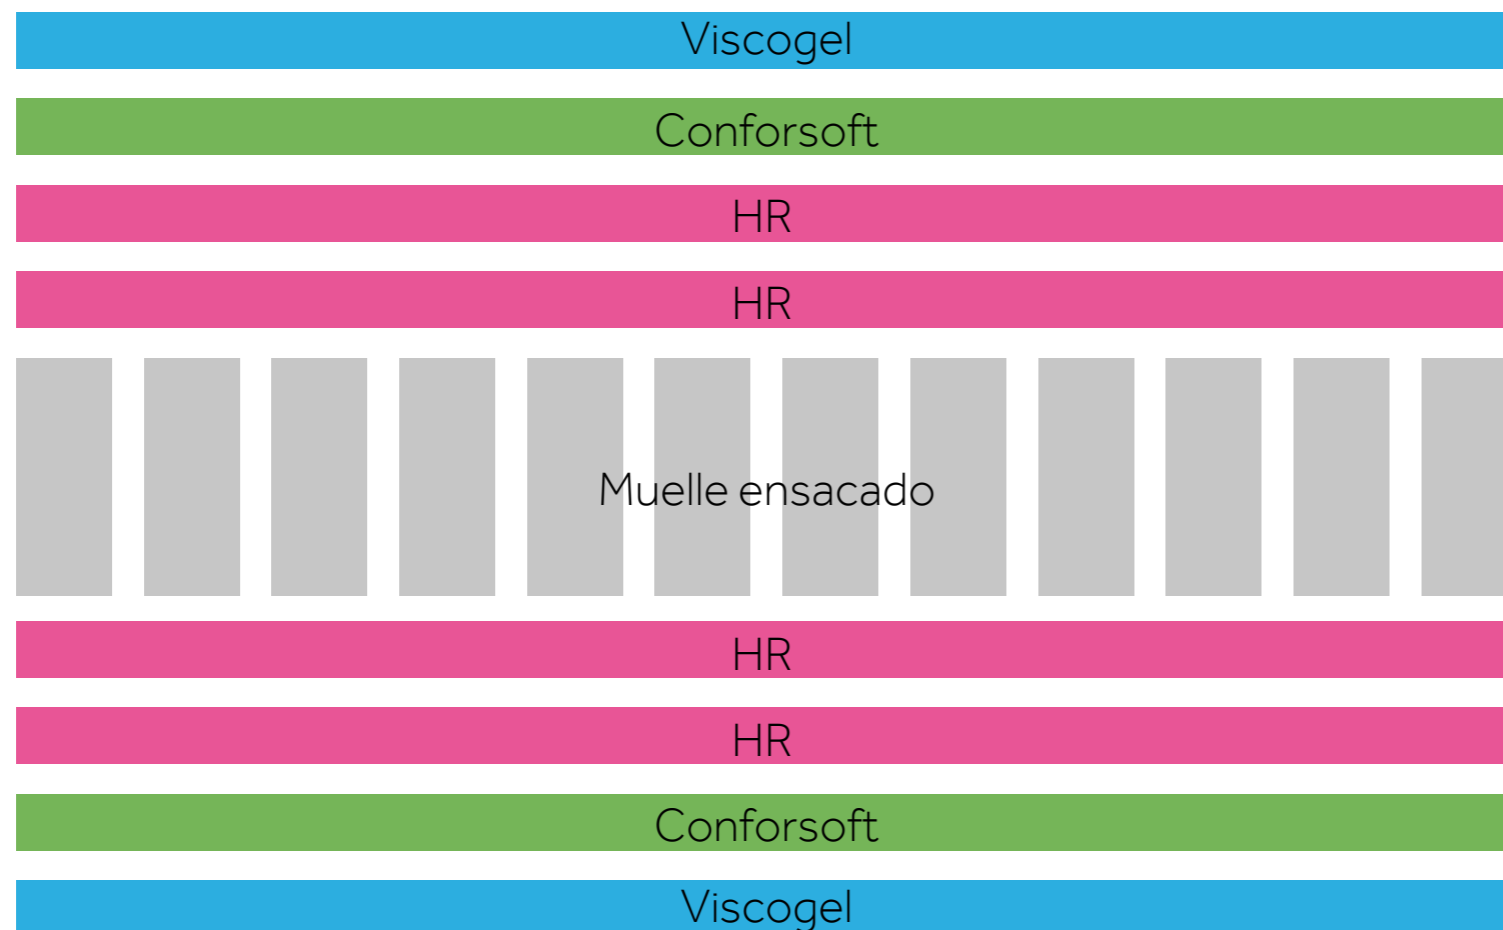 Viscogel
Conforsoft
HR
HR
Muelle ensacado
HR
HR
Conforsoft
Viscogel